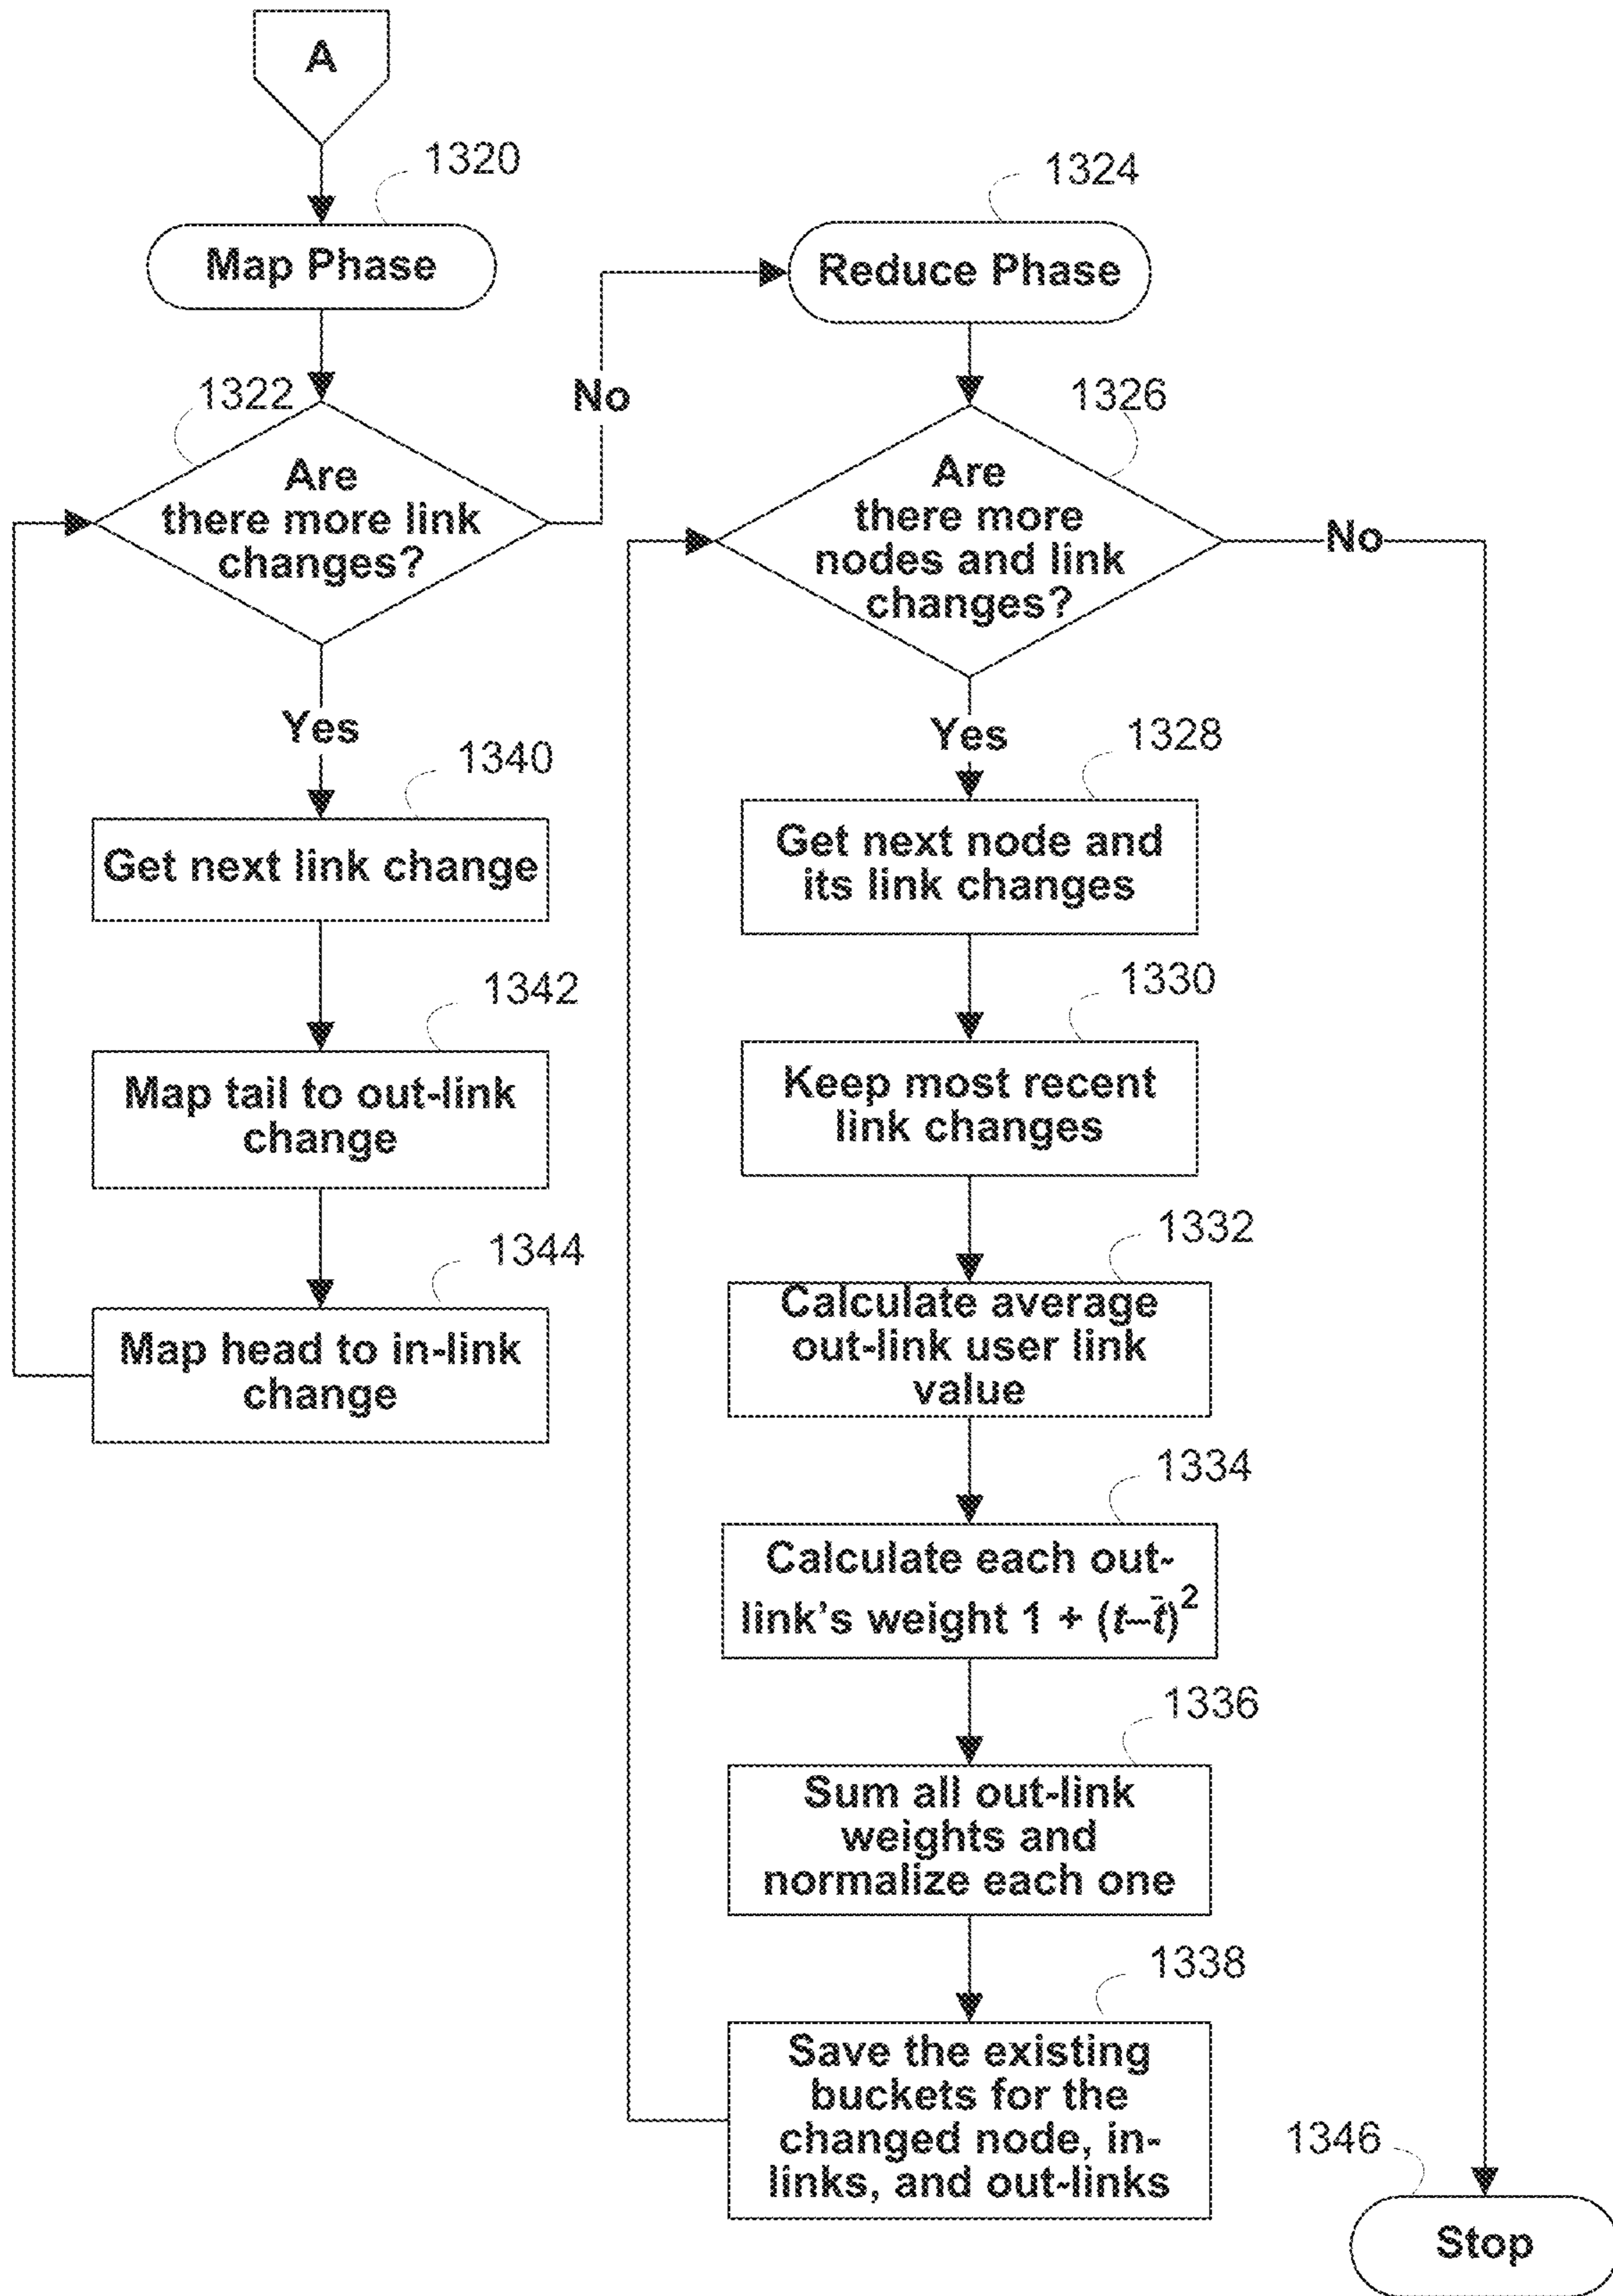 A
1320
Map Phase
1322
Are
there more link
changes?
No
Yes
1340
Get next link change
1342
Map tail to out-link
change
1344
Map head to in-link
change
1324
Reduce Phase
1326
Are
there more
nodes and link
changes?
No
Yes
1328
Get next node and
its link changes
1330
Keep most recent
link changes
1332
Calculate average
out-link user link
value
1334
Calculate each out-
link's weight 1 + (t–t̄)²
1336
Sum all out-link
weights and
normalize each one
1338
Save the existing
buckets for the
changed node, in-
links, and out-links
1346
Stop